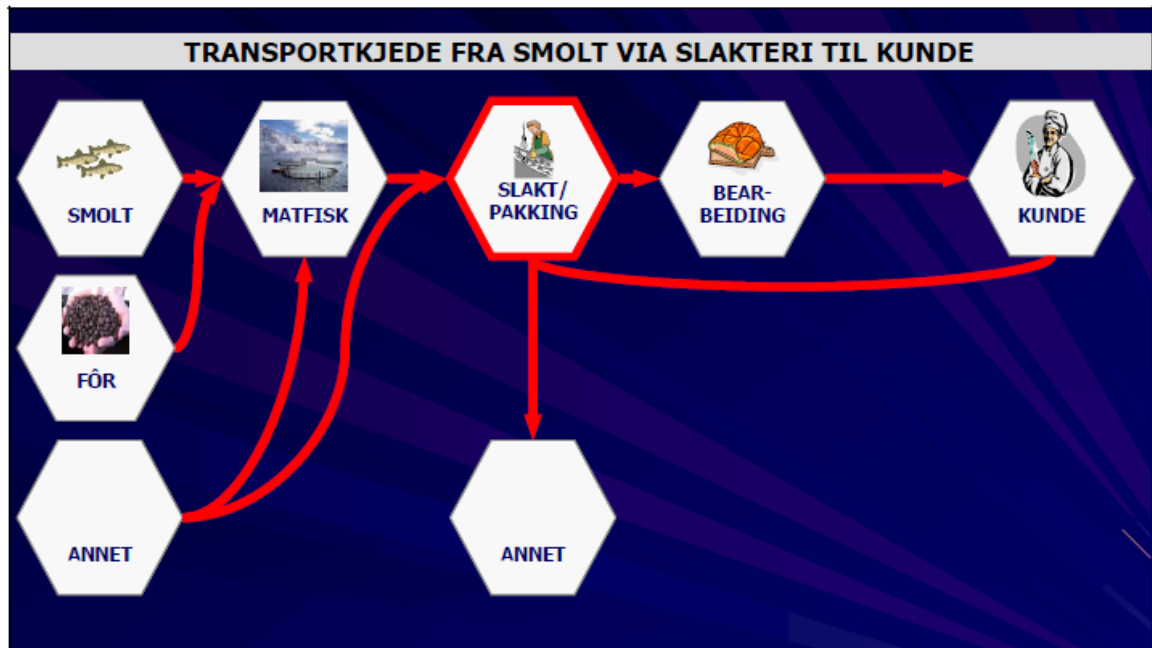 TRANSPORTKJEDE FRA SMOLT VIA SLAKTERI TIL KUNDE
SMOLT
MATFISK
SLAKT/
PAKKING
BEAR-
BEIDING
KUNDE
FÔR
ANNET
ANNET